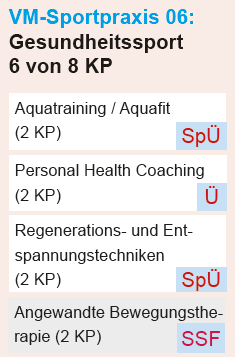 VM-Sportpraxis 06:
Gesundheitssport
6 von 8 KP
Aquatraining / Aquafit
(2 KP)
SpÜ
Personal Health Coaching
(2 KP)
Ü
Regenerations- und Ent-
spannungstechniken
(2 KP)
SpÜ
Angewandte Bewegungsthe-
rapie (2 KP)
SSF